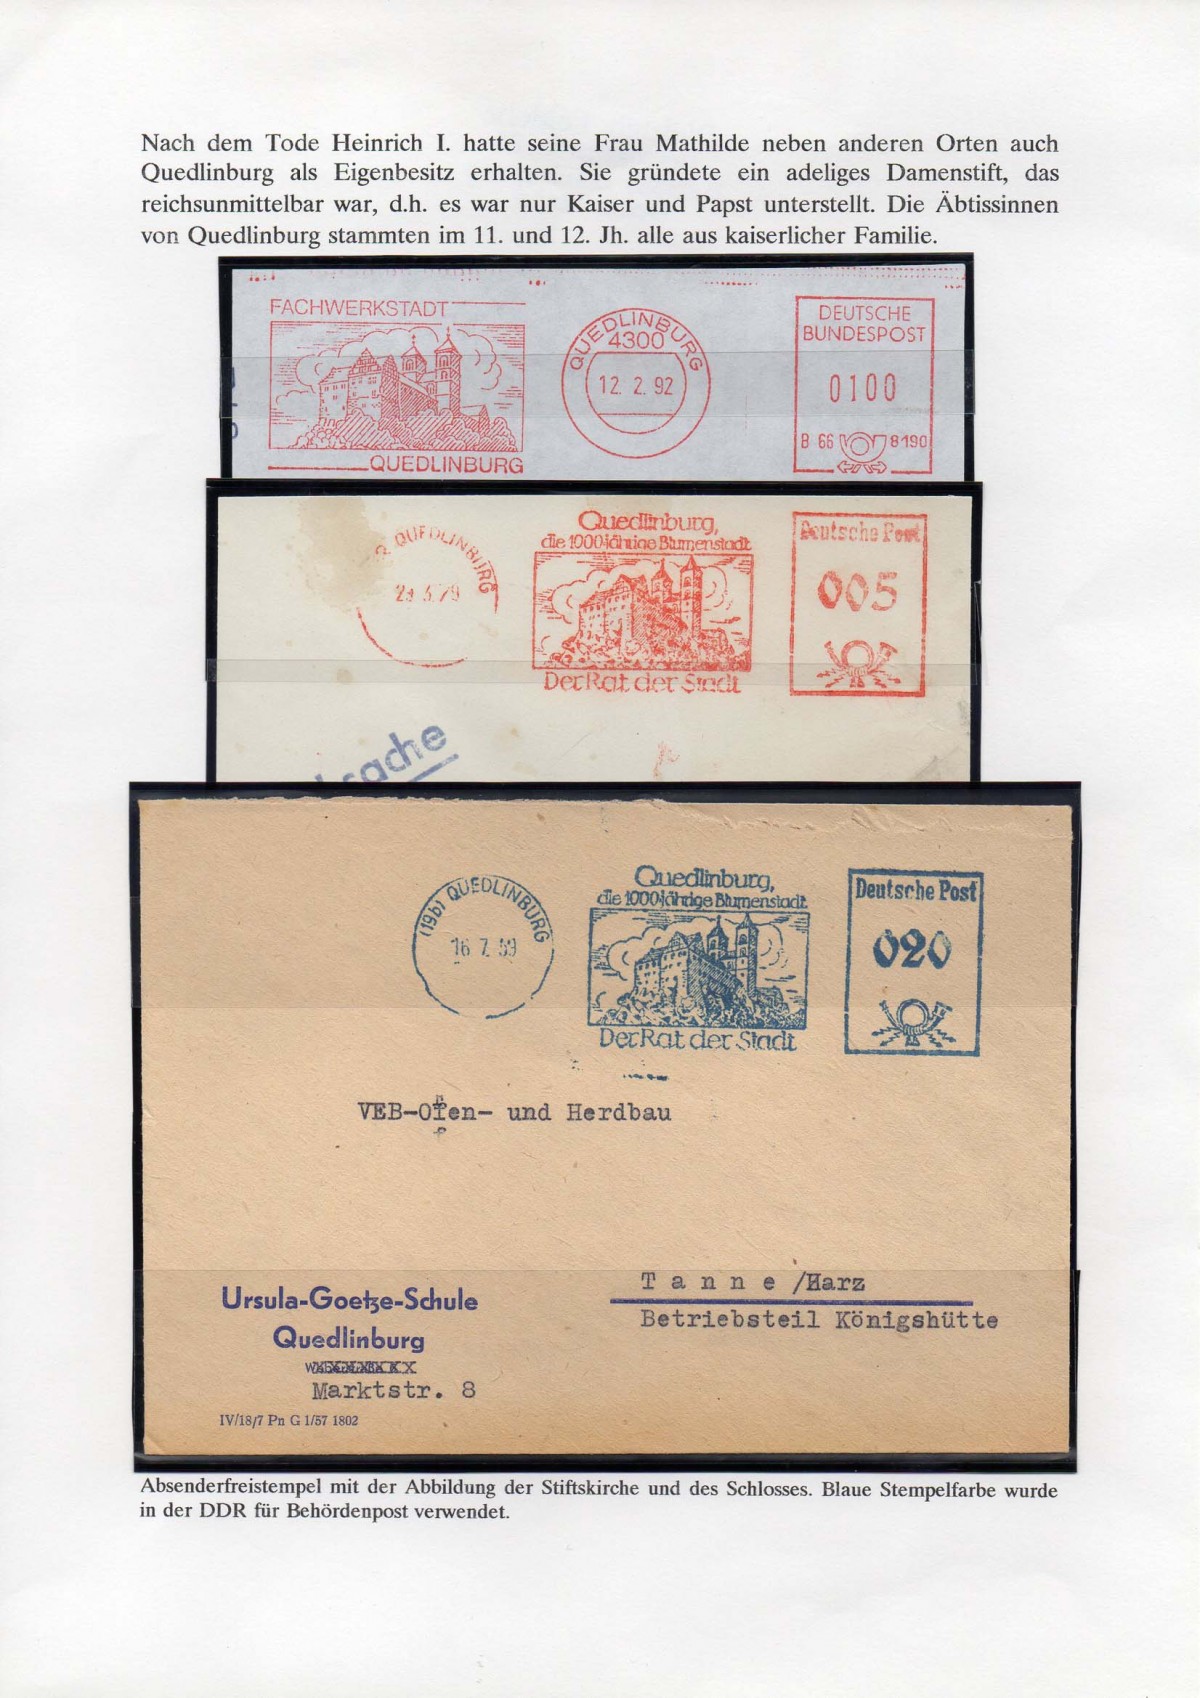 Nach dem Tode Heinrich I. hatte seine Frau Mathilde neben anderen Orten auch
Quedlinburg als Eigenbesitz erhalten. Sie gründete ein adeliges Damenstift, das
reichsunmittelbar war, d.h. es war nur Kaiser und Papst unterstellt. Die Äbtissinnen
von Quedlinburg stammten im 11. und 12. Jh. alle aus kaiserlicher Familie.
FACHWERKSTADT
QUEDLINBURG
QUEDLINBURG
4300
12. 2. 92
DEUTSCHE
BUNDESPOST
0100
B 66 8190
QUEDLINBURG
Quedlinburg,
die 1000jährige Blumenstadt
Der Rat der Stadt
Deutsche Post
005
sache
(19b) QUEDLINBURG
16. 7. 59
Quedlinburg,
die 1000jährige Blumenstadt
Der Rat der Stadt
Deutsche Post
020
VEB-Ofen- und Herdbau
Tanne/Harz
Betriebsteil Königshütte
Ursula-Goetze-Schule
Quedlinburg
Marktstr. 8
IV/18/7 Pn G 1/57 1802
Absenderfreistempel mit der Abbildung der Stiftskirche und des Schlosses. Blaue Stempelfarbe wurde
in der DDR für Behördenpost verwendet.